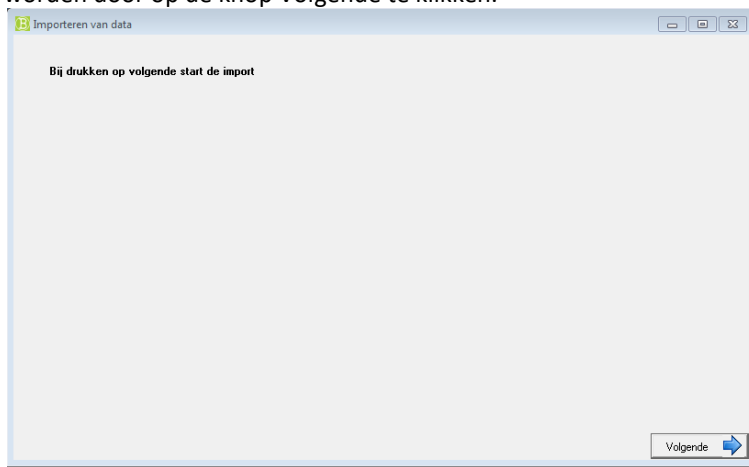 worden door op de knop Volgende te klikken.
Importeren van data
Bij drukken op volgende start de import
Volgende